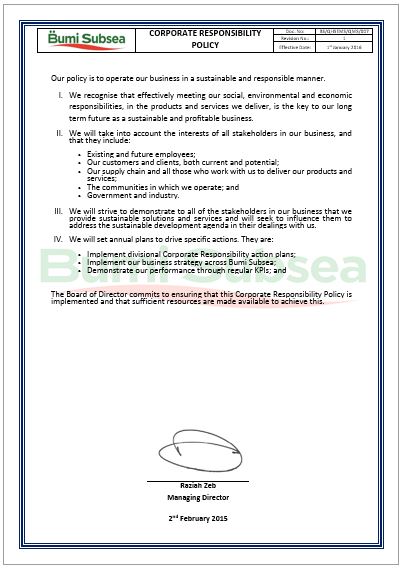 Bumi Subsea
CORPORATE RESPONSIBILITY
POLICY
Doc. No:
Revision No.: 1
Effective Date: 1st January 2016
Our policy is to operate our business in a sustainable and responsible manner.
I. We recognise that effectively meeting our social, environmental and economic
responsibilities, in the products and services we deliver, is the key to our long
term future as a sustainable and profitable business.
II. We will take into account the interests of all stakeholders in our business, and
that they include:
• Existing and future employees;
• Our customers and clients, both current and potential;
• Our supply chain and all those who work with us to deliver our products and
services;
• The communities in which we operate; and
• Government and industry.
III. We will strive to demonstrate to all of the stakeholders in our business that we
provide sustainable solutions and services and will seek to influence them to
address the sustainable development agenda in their dealings with us.
IV. We will set annual plans to drive specific actions. They are:
• Implement divisional Corporate Responsibility action plans;
• Implement our business strategy across Bumi Subsea;
• Demonstrate our performance through regular KPIs; and
Bumi Subsea
The Board of Director commits to ensuring that this Corporate Responsibility Policy is
implemented and that sufficient resources are made available to achieve this.
Raziah Zeb
Managing Director
2nd February 2015